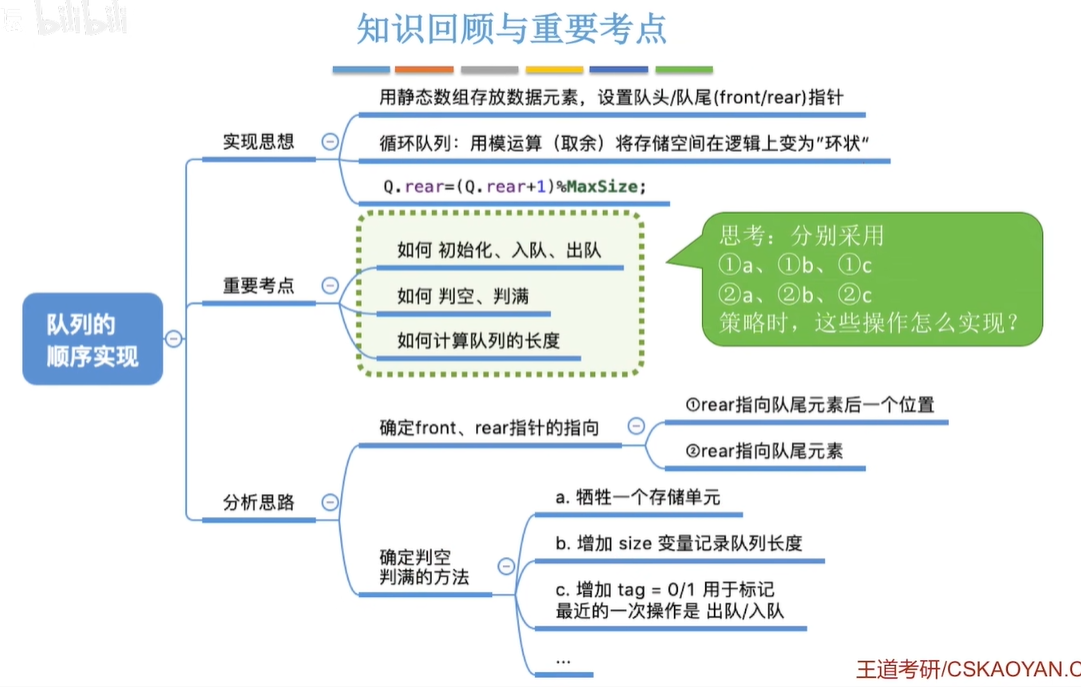 bilibili
知识回顾与重要考点
用静态数组存放数据元素，设置队头/队尾(front/rear)指针
实现思想
循环队列：用模运算（取余）将存储空间在逻辑上变为”环状“
Q.rear=(Q.rear+1)%MaxSize;
如何 初始化、入队、出队
重要考点
如何 判空、判满
如何计算队列的长度
思考：分别采用
①a、①b、①c
②a、②b、②c
策略时，这些操作怎么实现？
队列的
顺序实现
确定front、rear指针的指向
①rear指向队尾元素后一个位置
②rear指向队尾元素
分析思路
确定判空
判满的方法
a. 牺牲一个存储单元
b. 增加 size 变量记录队列长度
c. 增加 tag = 0/1 用于标记
最近的一次操作是 出队/入队
...
王道考研/CSKAOYAN.C